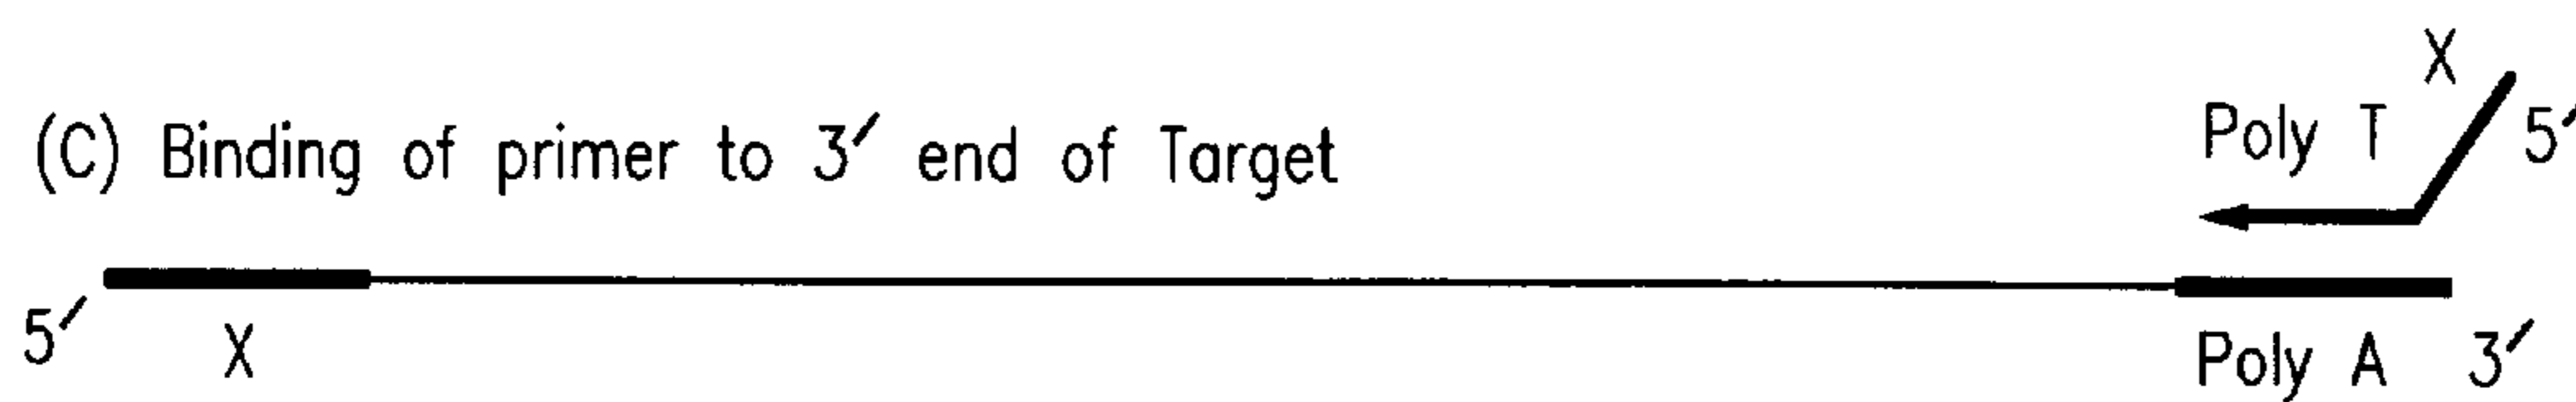 X
(C) Binding of primer to 3′ end of Target
Poly T
5′
5′
X
Poly A
3′